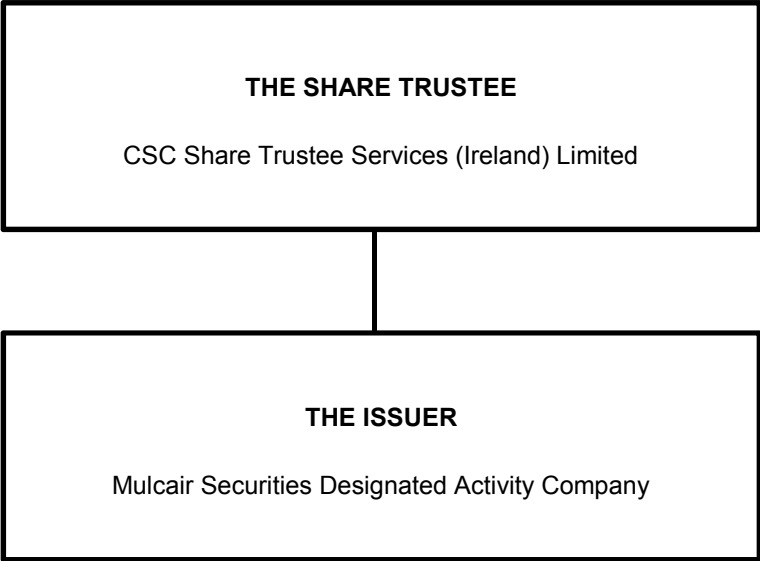 THE SHARE TRUSTEE
CSC Share Trustee Services (Ireland) Limited
THE ISSUER
Mulcair Securities Designated Activity Company